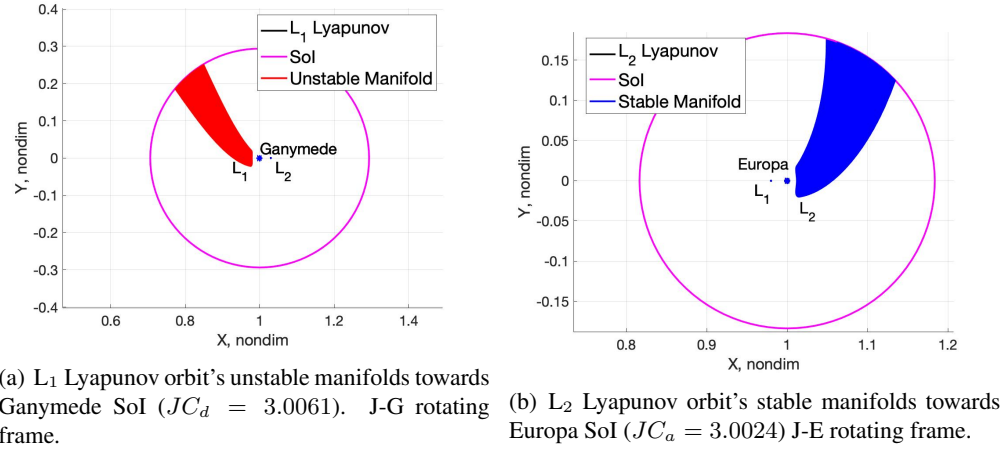 0.4
0.3
0.2
0.1
0
-0.1
-0.2
-0.3
-0.4
Y, nondim
0.6
0.8
1
1.2
1.4
X, nondim
L1 Lyapunov
SoI
Unstable Manifold
Ganymede
L1
L2
(a) L1 Lyapunov orbit's unstable manifolds towards
Ganymede SoI (JCd = 3.0061). J-G rotating
frame.
0.15
0.1
0.05
0
-0.05
-0.1
-0.15
Y, nondim
0.8
0.9
1
1.1
1.2
X, nondim
L2 Lyapunov
SoI
Stable Manifold
Europa
L1
L2
(b) L2 Lyapunov orbit's stable manifolds towards
Europa SoI (JCa = 3.0024) J-E rotating frame.